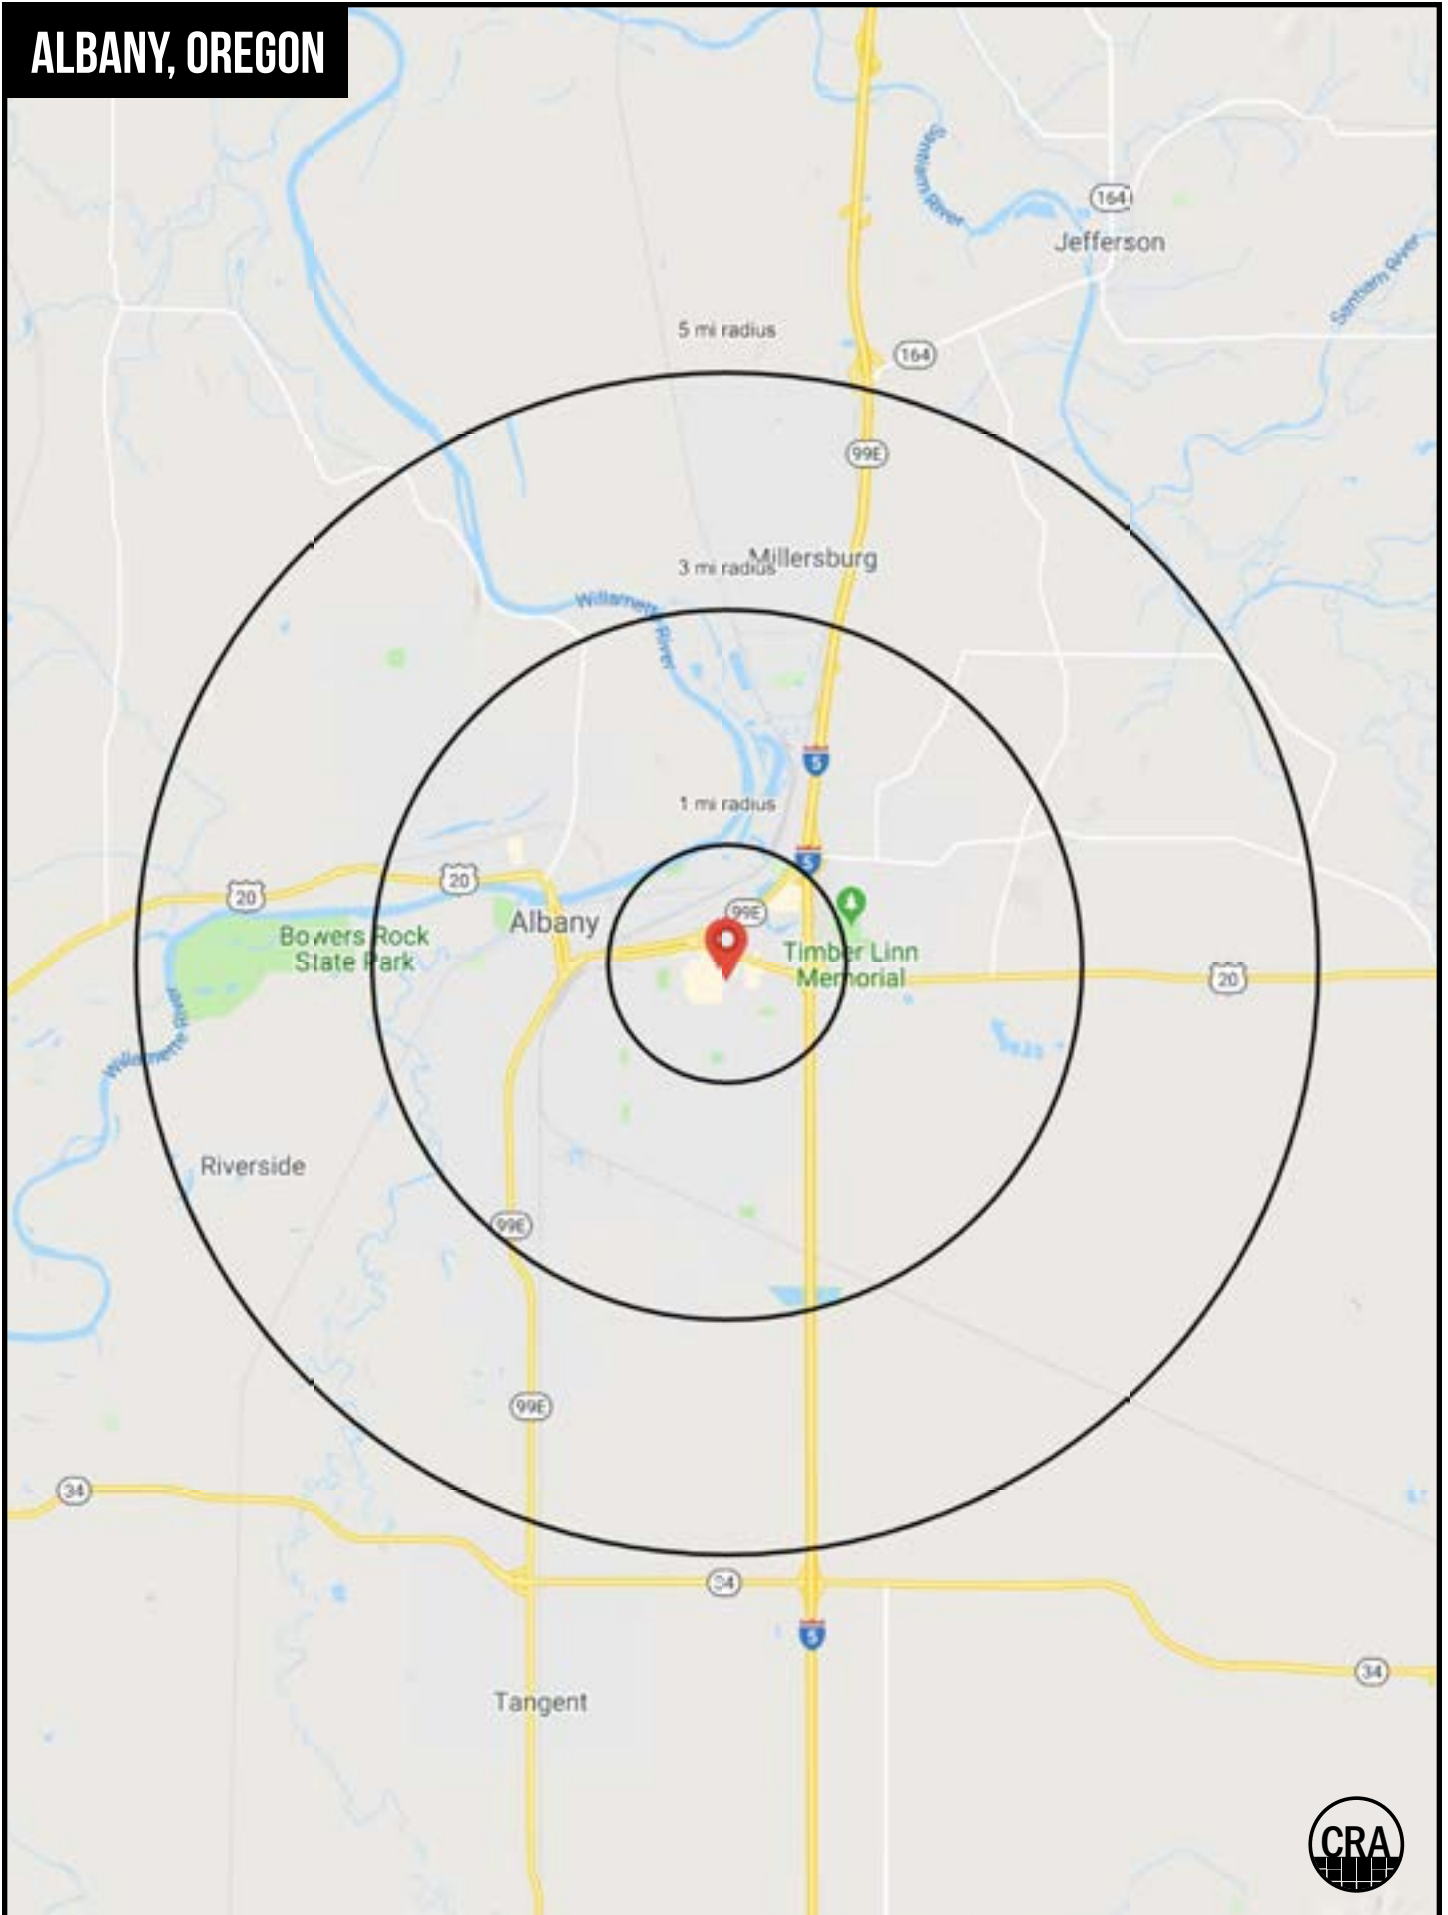 ALBANY, OREGON
Santiam River
164
Jefferson
Santiam River
5 mi radius
164
99E
Millersburg
3 mi radius
Willamette River
5
1 mi radius
5
20
20
99E
Albany
Bowers Rock
State Park
Timber Linn
Memorial
20
Willamette River
Riverside
99E
99E
34
34
5
34
Tangent
CRA